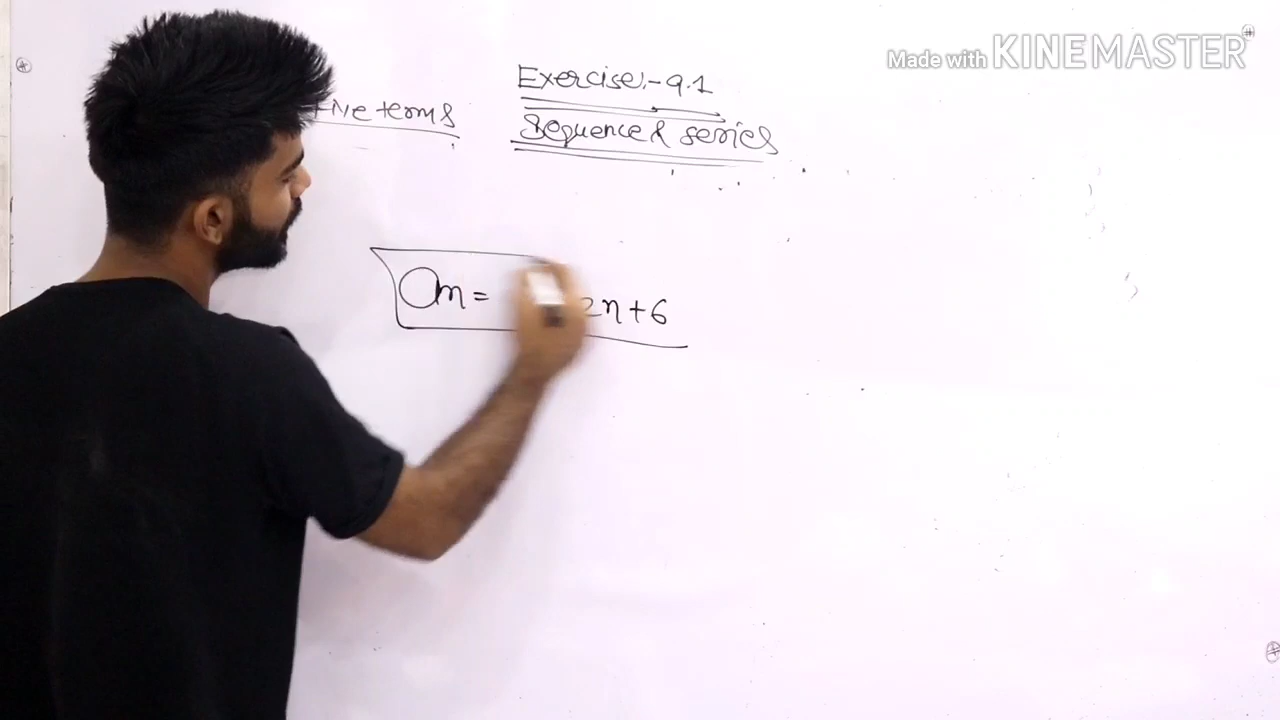 Made with KINEMASTER
Exercise:- 9.1
terms
Sequence & series
an = 2n + 6